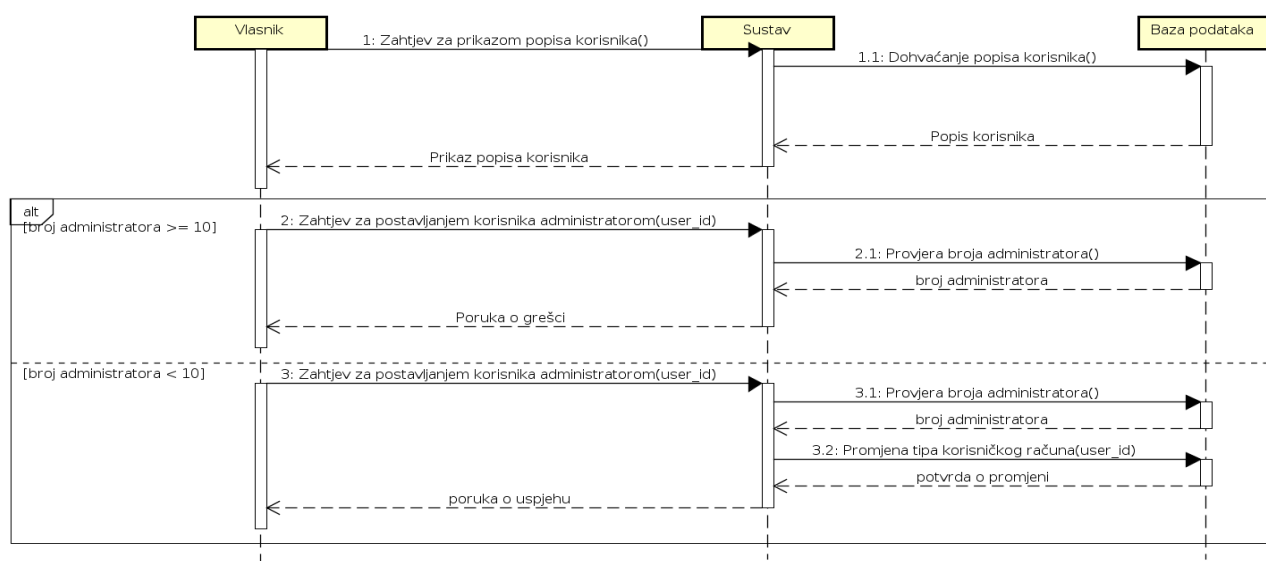 Vlasnik
Sustav
Baza podataka
1: Zahtjev za prikazom popisa korisnika()
1.1: Dohvaćanje popisa korisnika()
Popis korisnika
Prikaz popisa korisnika
alt
[broj administratora >= 10]
2: Zahtjev za postavljanjem korisnika administratorom(user_id)
2.1: Provjera broja administratora()
broj administratora
Poruka o grešci
[broj administratora < 10]
3: Zahtjev za postavljanjem korisnika administratorom(user_id)
3.1: Provjera broja administratora()
broj administratora
3.2: Promjena tipa korisničkog računa(user_id)
potvrda o promjeni
poruka o uspjehu